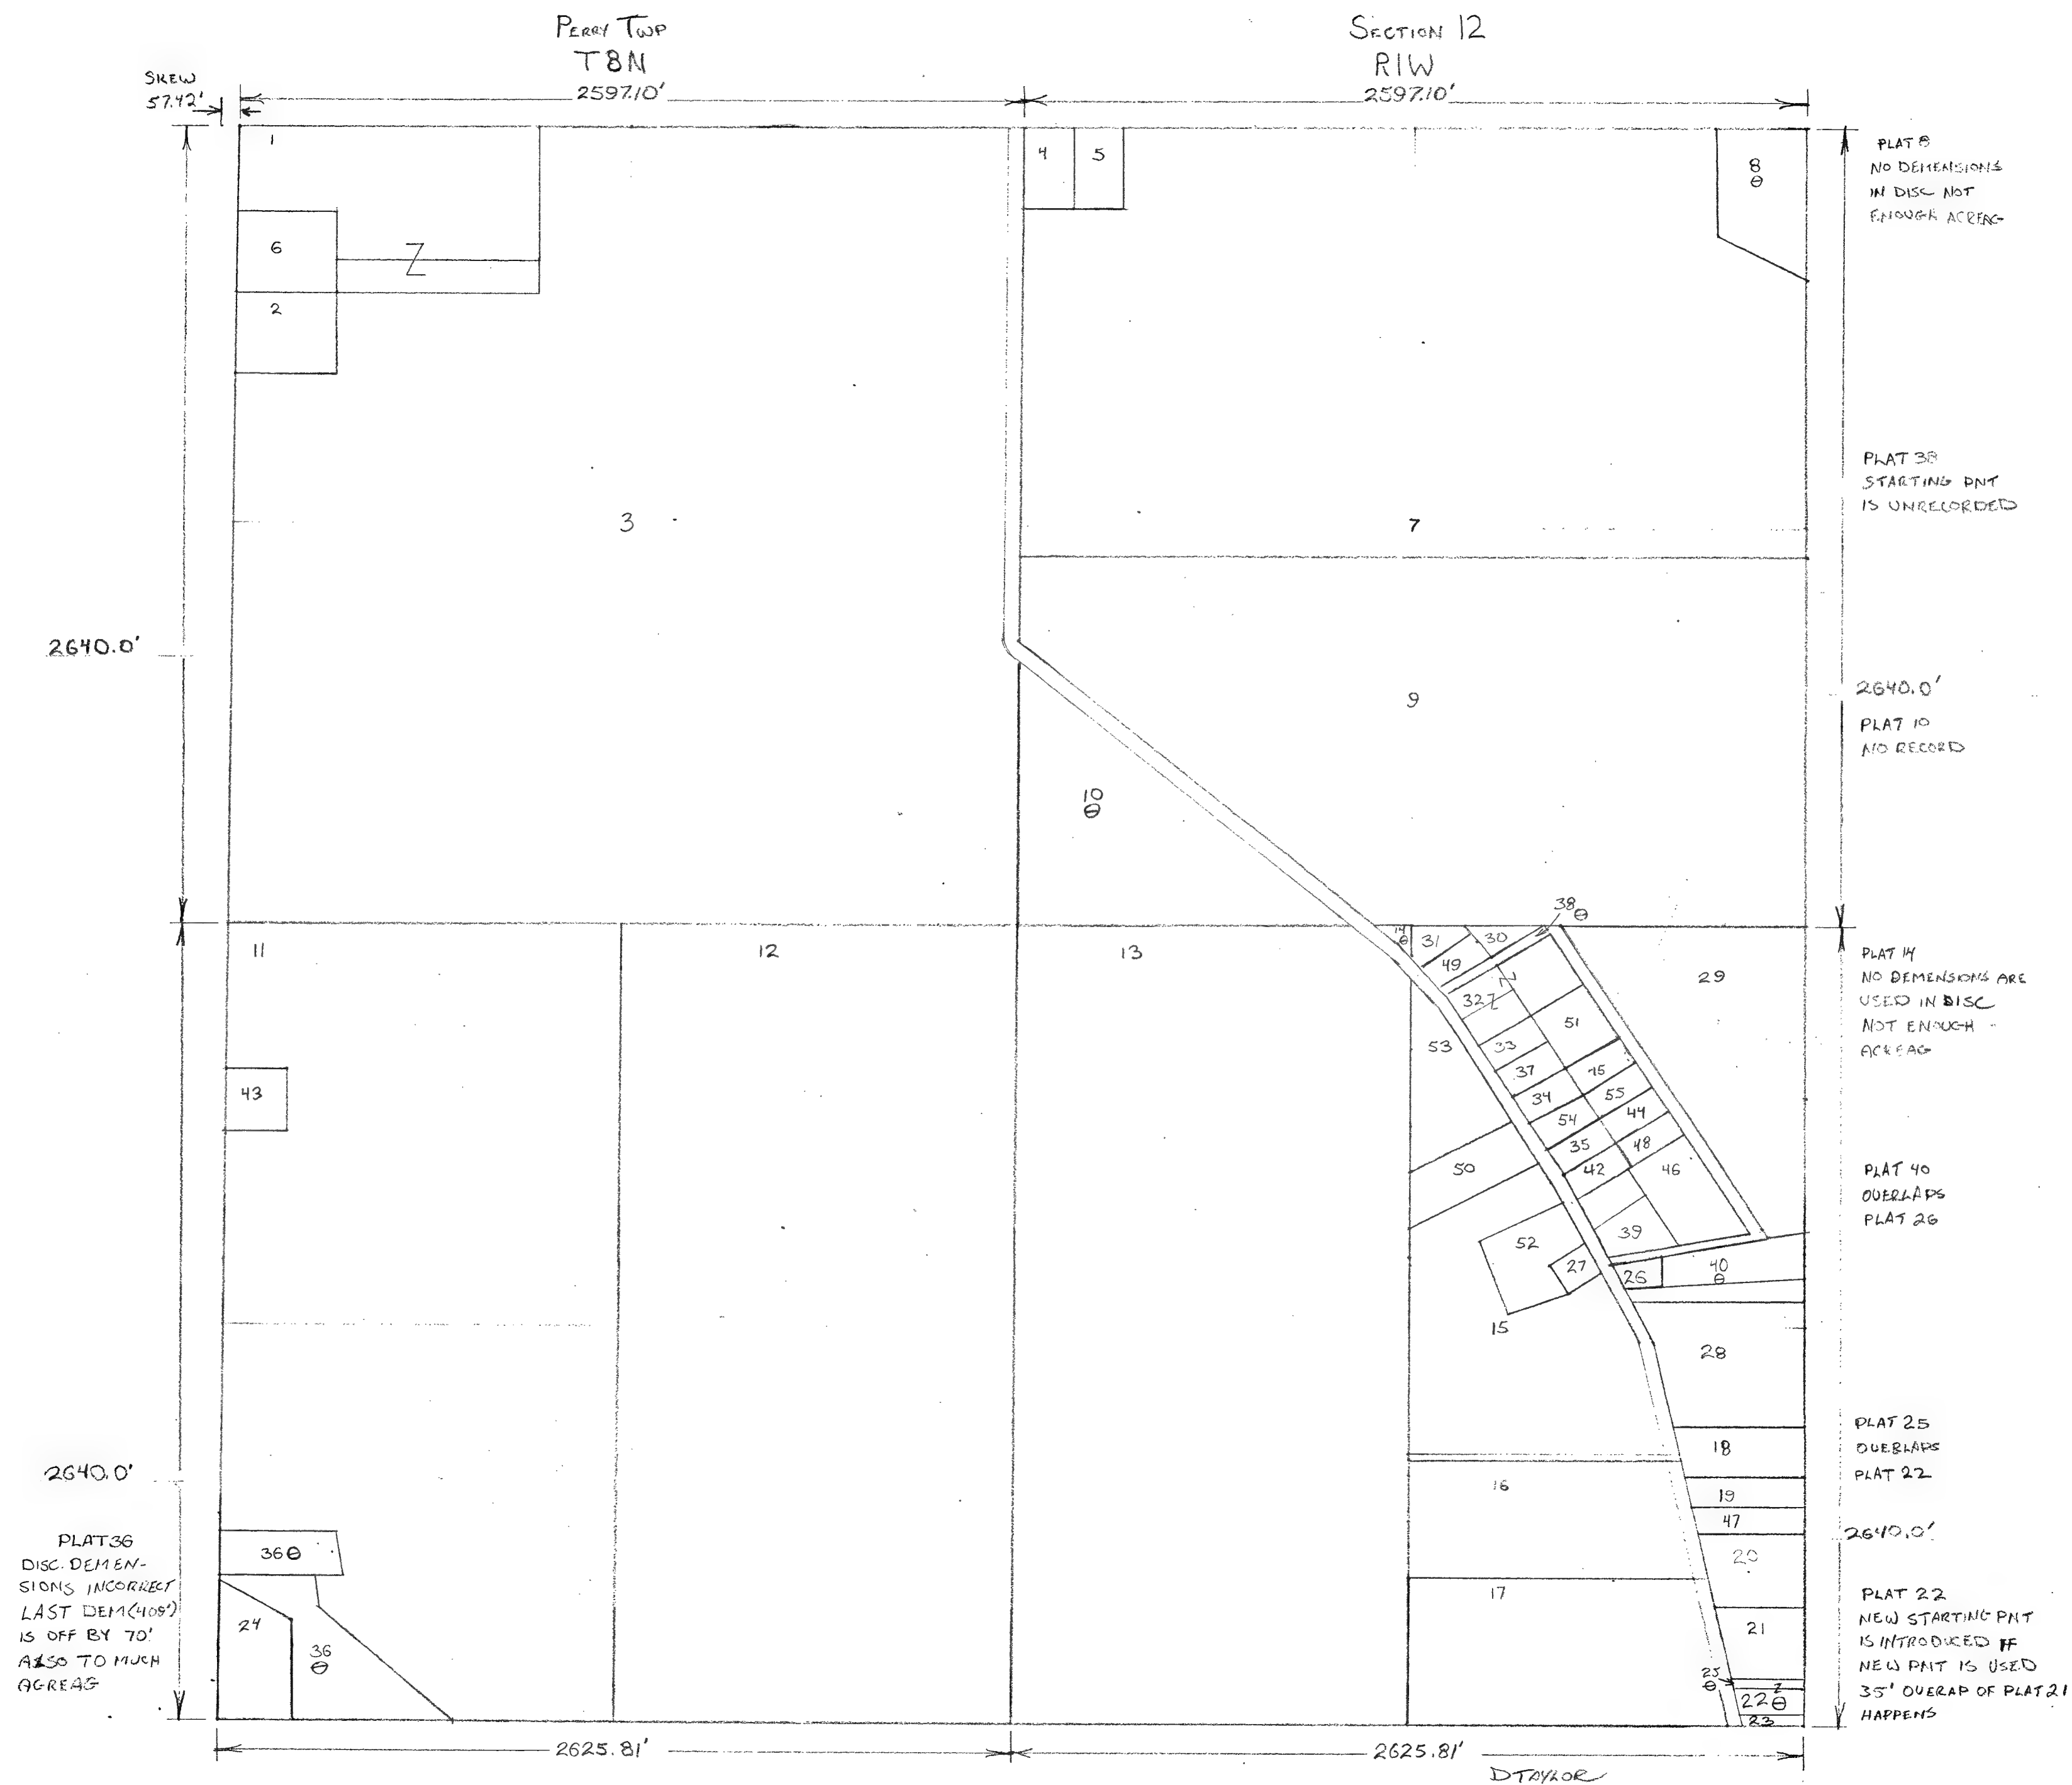 PERRY TWP
T8N
SECTION 12
R1W
SKEW
57.42'
2597.10'
2597.10'
1
4
5
8
6
Z
2
3
7
9
10
2640.0'
PLAT 8
NO DEMENSIONS
IN DISC NOT
ENOUGH ACREAG
PLAT 38
STARTING PNT
IS UNRECORDED
2640.0'
PLAT 10
NO RECORD
11
12
13
14
31
30
38
49
29
Z
32Z
51
53
33
37
45
34
55
54
44
35
48
50
42
46
43
39
52
27
26
40
15
28
18
16
19
47
20
17
21
25
Z
22
23
36
24
36
PLAT 14
NO DEMENSIONS ARE
USED IN DISC
NOT ENOUGH
ACREAG
PLAT 40
OVERLAPS
PLAT 26
PLAT 25
OVERLAPS
PLAT 22
2640.0'
PLAT 22
NEW STARTING PNT
IS INTRODUCED IF
NEW PNT IS USED
35' OVERAP OF PLAT 21
HAPPENS
2640.0'
PLAT 36
DISC. DEMEN-
SIONS INCORRECT
LAST DEM (408')
IS OFF BY 70'
ALSO TO MUCH
ACREAG
2625.81'
2625.81'
D TAYLOR